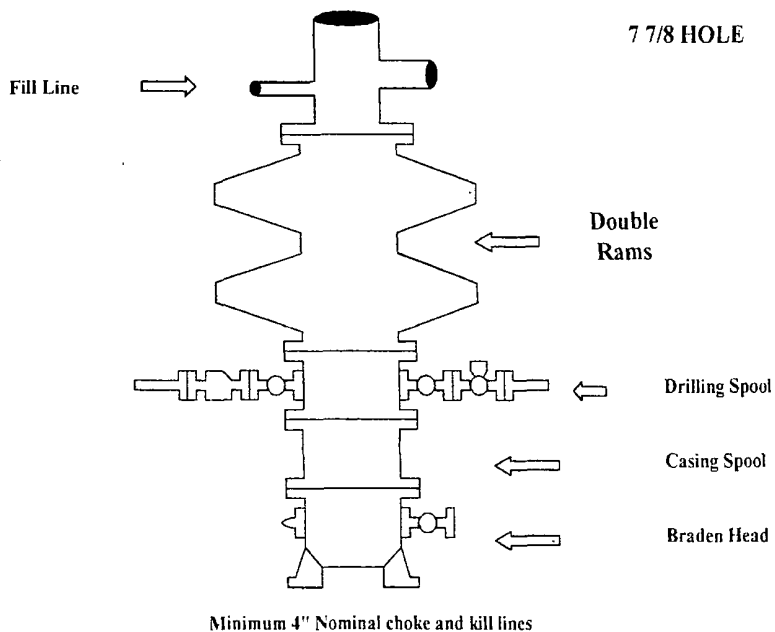 7 7/8 HOLE
Fill Line
Double
Rams
Drilling Spool
Casing Spool
Braden Head
Minimum 4" Nominal choke and kill lines